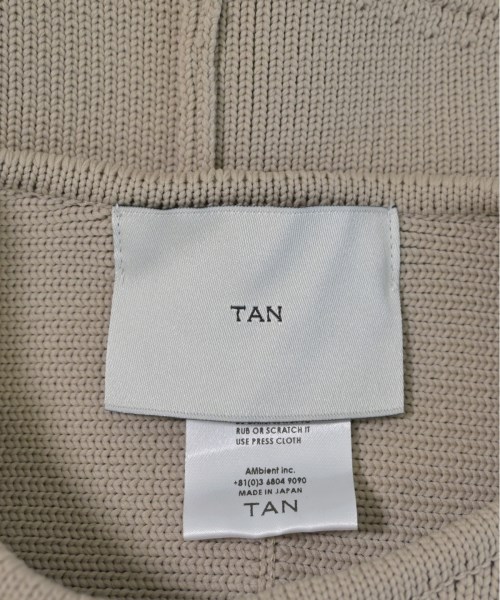 TAN
RUB OR SCRATCH IT
USE PRESS CLOTH
AMbient inc.
+81(0)3 6804 9090
MADE IN JAPAN
TAN